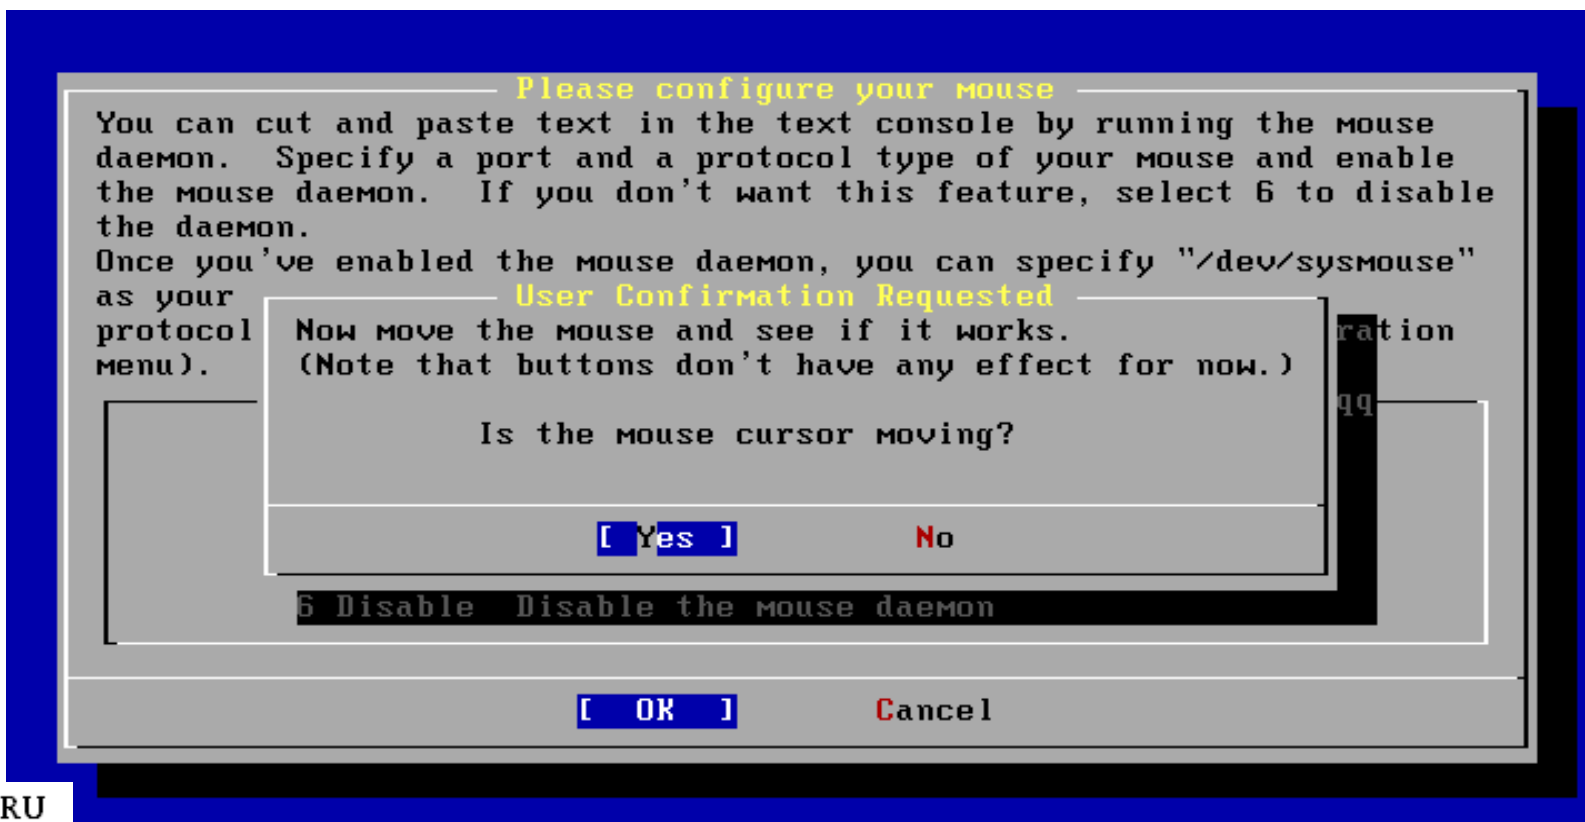 Please configure your mouse
You can cut and paste text in the text console by running the mouse
daemon.  Specify a port and a protocol type of your mouse and enable
the mouse daemon.  If you don't want this feature, select 6 to disable
the daemon.
Once you've enabled the mouse daemon, you can specify "/dev/sysmouse"
as your
User Confirmation Requested
protocol
Now move the mouse and see if it works.
ration
menu).
(Note that buttons don't have any effect for now.)
qq
Is the mouse cursor moving?
[ Yes ] No
6 Disable  Disable the mouse daemon
[ OK ] Cancel
RU